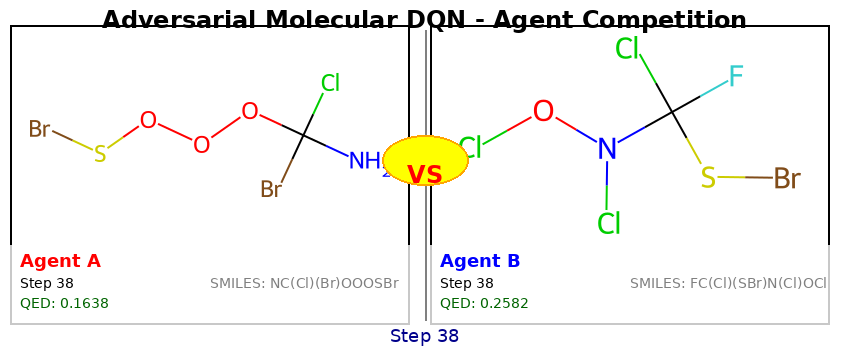 Adversarial Molecular DQN - Agent Competition
Br
S
O
O
O
Cl
Br
NH2
VS
Cl
O
N
Cl
Cl
F
S
Br
Agent A
Step 38
SMILES: NC(Cl)(Br)OOOSBr
QED: 0.1638
Agent B
Step 38
SMILES: FC(Cl)(SBr)N(Cl)OCl
QED: 0.2582
Step 38